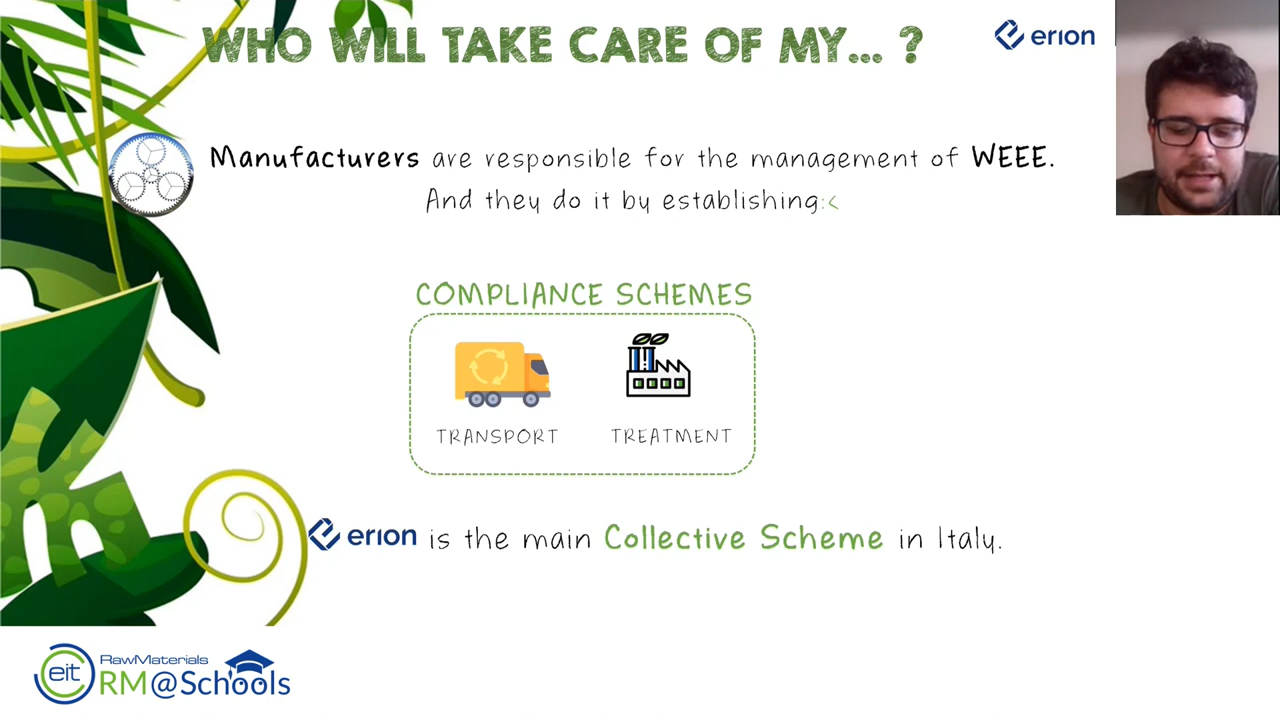 WHO WILL TAKE CARE OF MY... ?
erion
Manufacturers are responsible for the management of WEEE.
And they do it by establishing:<
COMPLIANCE SCHEMES
TRANSPORT TREATMENT
erion is the main Collective Scheme in Italy.
eit RawMaterials
RM@Schools